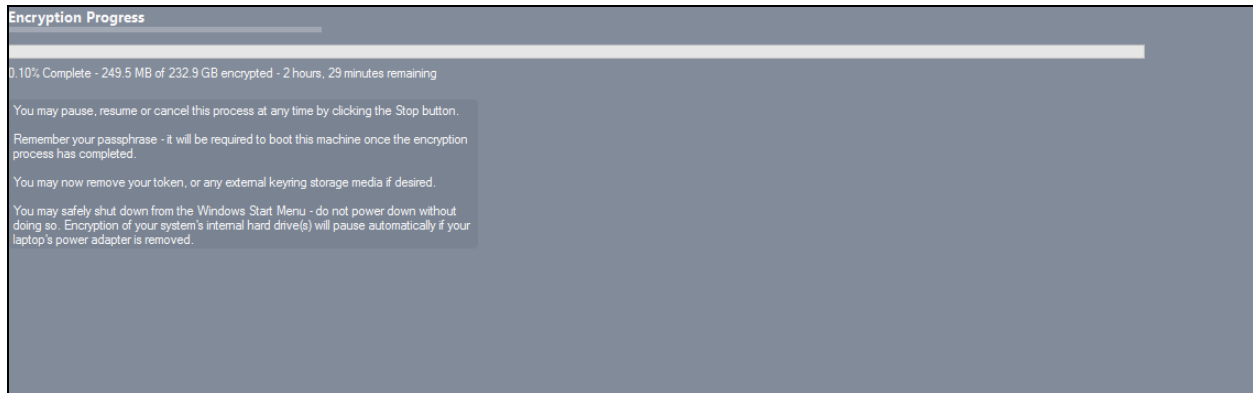 Encryption Progress
0.10% Complete - 249.5 MB of 232.9 GB encrypted - 2 hours, 29 minutes remaining
You may pause, resume or cancel this process at any time by clicking the Stop button.
Remember your passphrase - it will be required to boot this machine once the encryption
process has completed.
You may now remove your token, or any external keyring storage media if desired.
You may safely shut down from the Windows Start Menu - do not power down without
doing so. Encryption of your system's internal hard drive(s) will pause automatically if your
laptop's power adapter is removed.